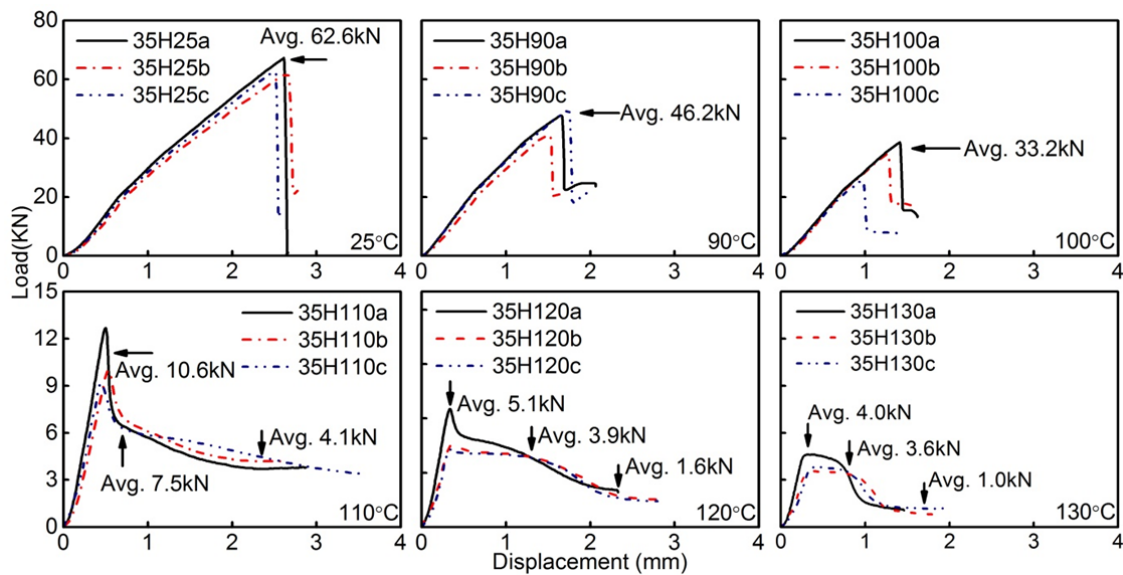 Load(KN)
80
60
40
20
0
35H25a
35H25b
35H25c
Avg. 62.6kN
25°C
0 1 2 3 4
35H90a
35H90b
35H90c
Avg. 46.2kN
90°C
0 1 2 3 4
35H100a
35H100b
35H100c
Avg. 33.2kN
100°C
0 1 2 3 4
15
12
9
6
3
0
35H110a
35H110b
35H110c
Avg. 10.6kN
Avg. 4.1kN
Avg. 7.5kN
110°C
0 1 2 3 4
35H120a
35H120b
35H120c
Avg. 5.1kN
Avg. 3.9kN
Avg. 1.6kN
120°C
0 1 2 3 4
35H130a
35H130b
35H130c
Avg. 4.0kN
Avg. 3.6kN
Avg. 1.0kN
130°C
0 1 2 3 4
Displacement (mm)